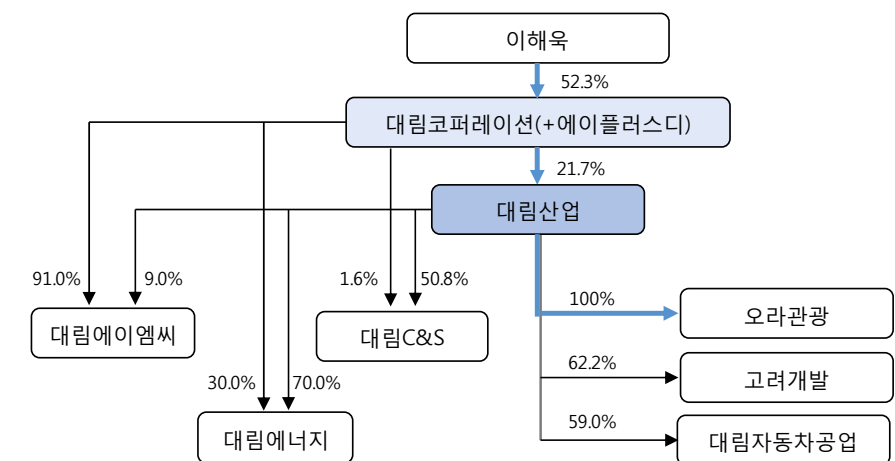 이해욱
52.3%
대림코퍼레이션(+에이플러스디)
21.7%
대림산업
91.0%
9.0%
1.6%
50.8%
100%
대림에이엠씨
대림C&S
오라관광
30.0%
70.0%
62.2%
고려개발
대림에너지
59.0%
대림자동차공업